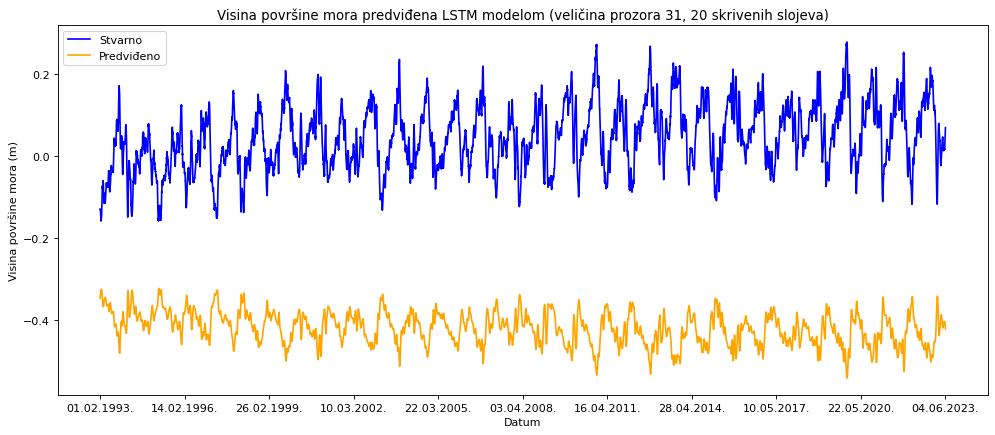 Visina površine mora predviđena LSTM modelom (veličina prozora 31, 20 skrivenih slojeva)
Stvarno
Predviđeno
Visina površine mora (m)
0.2
0.0
−0.2
−0.4
01.02.1993. 14.02.1996. 26.02.1999. 10.03.2002. 22.03.2005. 03.04.2008. 16.04.2011. 28.04.2014. 10.05.2017. 22.05.2020. 04.06.2023.
Datum